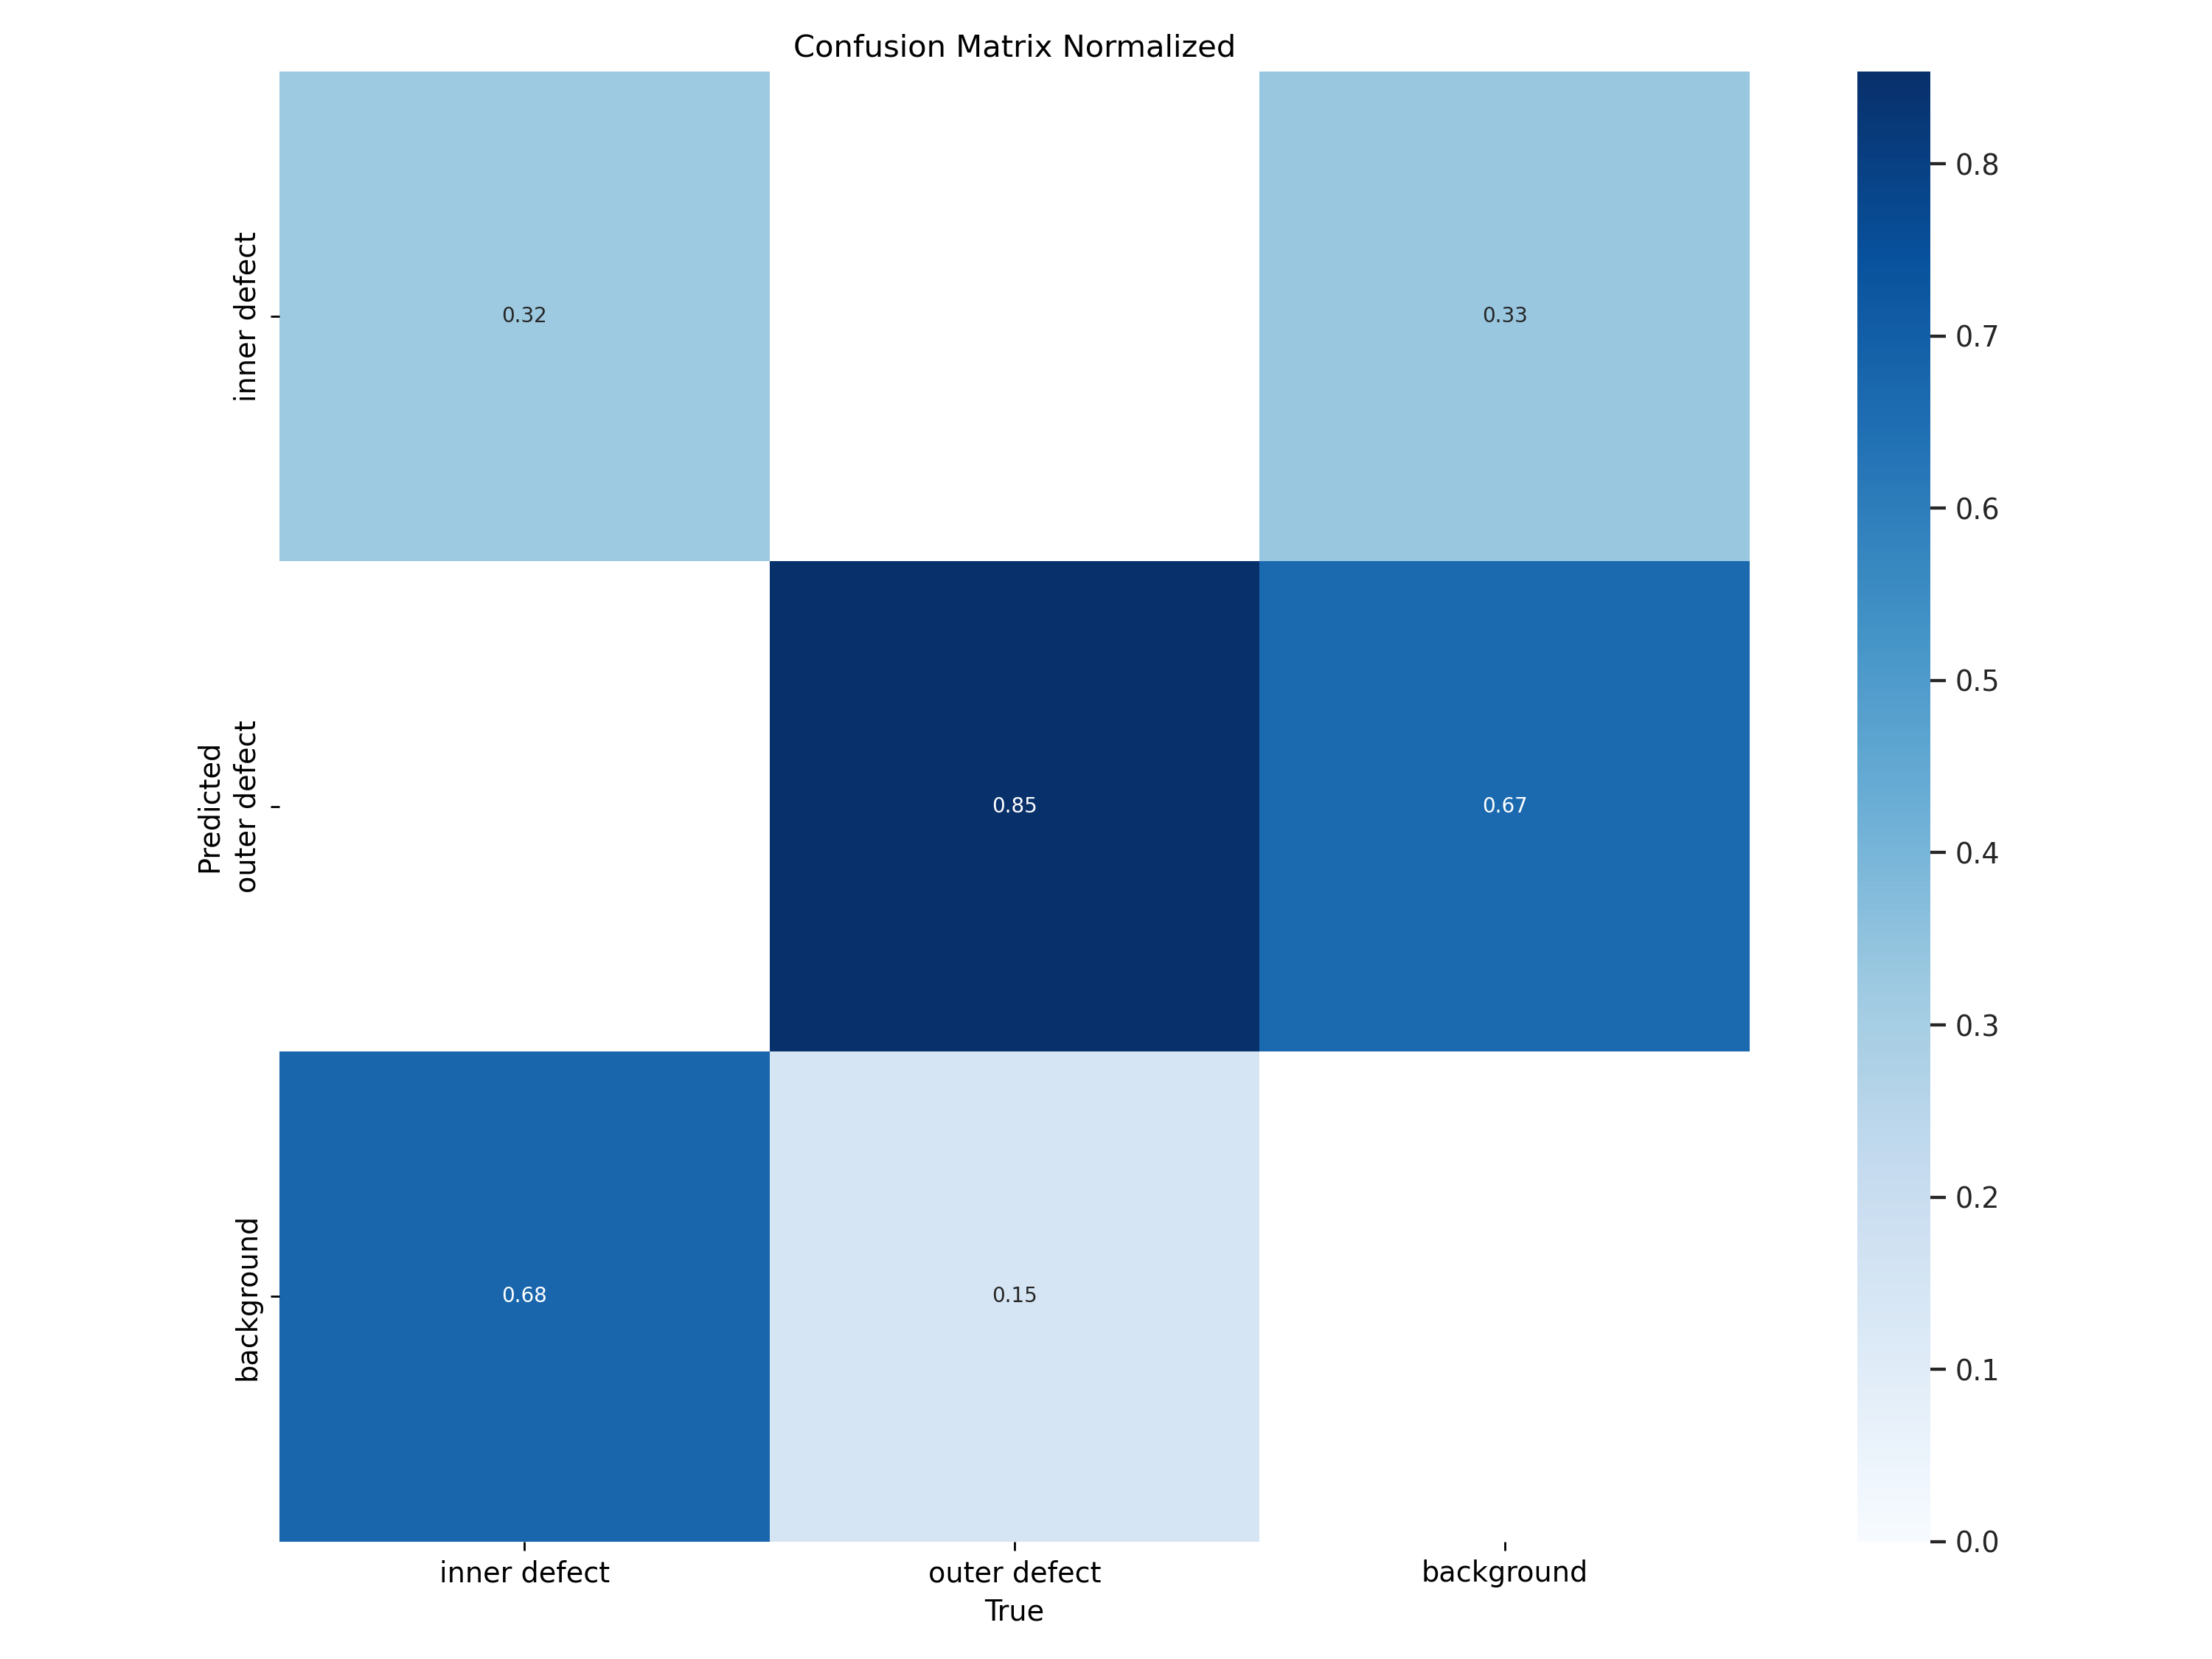 Confusion Matrix Normalized
inner defect
0.32
0.33
0.8
0.7
0.6
Predicted
outer defect
0.85
0.67
0.5
0.4
0.3
background
0.68
0.15
0.2
0.1
0.0
inner defect
outer defect
background
True